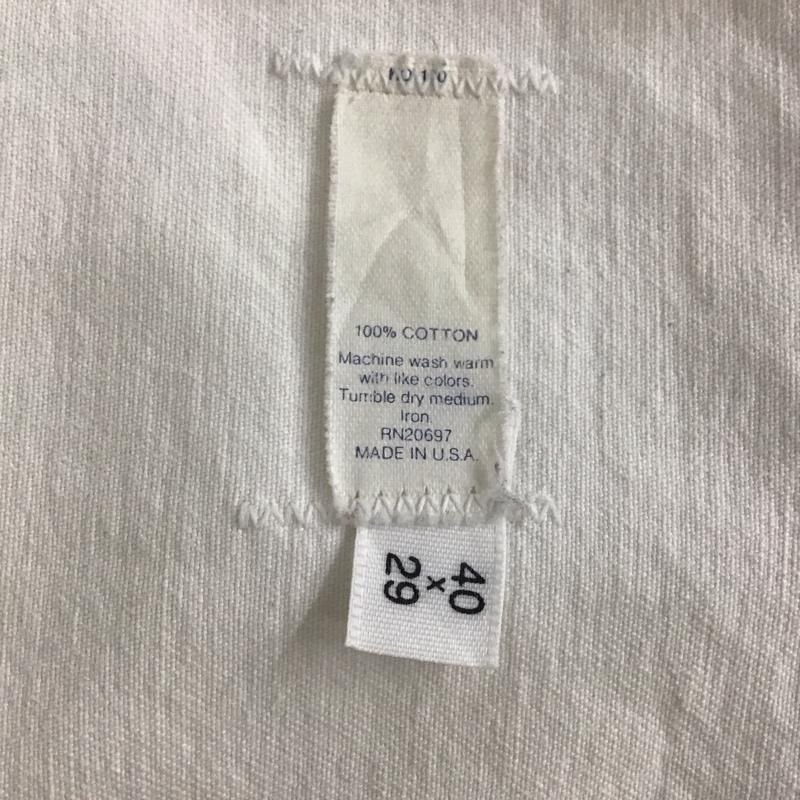 100% COTTON
Machine wash warm
with like colors.
Tumble dry medium.
Iron.
RN20697
MADE IN U.S.A.
40
x
29